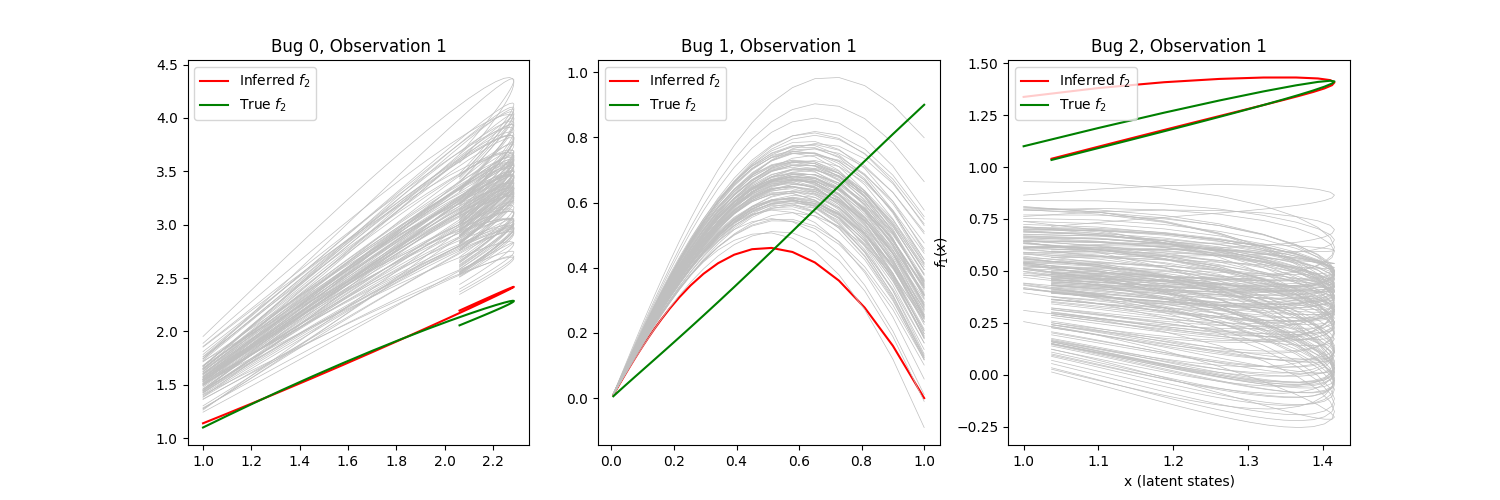 Bug 0, Observation 1
Inferred f₂
True f₂
4.5
4.0
3.5
3.0
2.5
2.0
1.5
1.0
1.0 1.2 1.4 1.6 1.8 2.0 2.2
Bug 1, Observation 1
Inferred f₂
True f₂
1.0
0.8
0.6
0.4
0.2
0.0
0.0 0.2 0.4 0.6 0.8 1.0
Bug 2, Observation 1
Inferred f₂
True f₂
f₁(x)
1.50
1.25
1.00
0.75
0.50
0.25
0.00
−0.25
1.0 1.1 1.2 1.3 1.4
x (latent states)